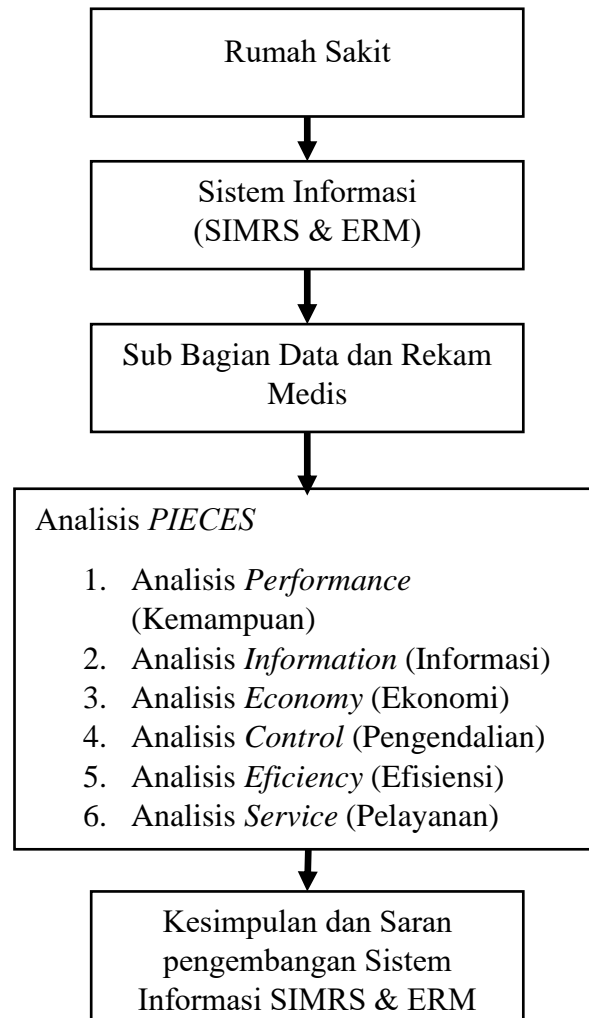 Rumah Sakit
Sistem Informasi
(SIMRS & ERM)
Sub Bagian Data dan Rekam
Medis
Analisis PIECES
1. Analisis Performance
(Kemampuan)
2. Analisis Information (Informasi)
3. Analisis Economy (Ekonomi)
4. Analisis Control (Pengendalian)
5. Analisis Eficiency (Efisiensi)
6. Analisis Service (Pelayanan)
Kesimpulan dan Saran
pengembangan Sistem
Informasi SIMRS & ERM